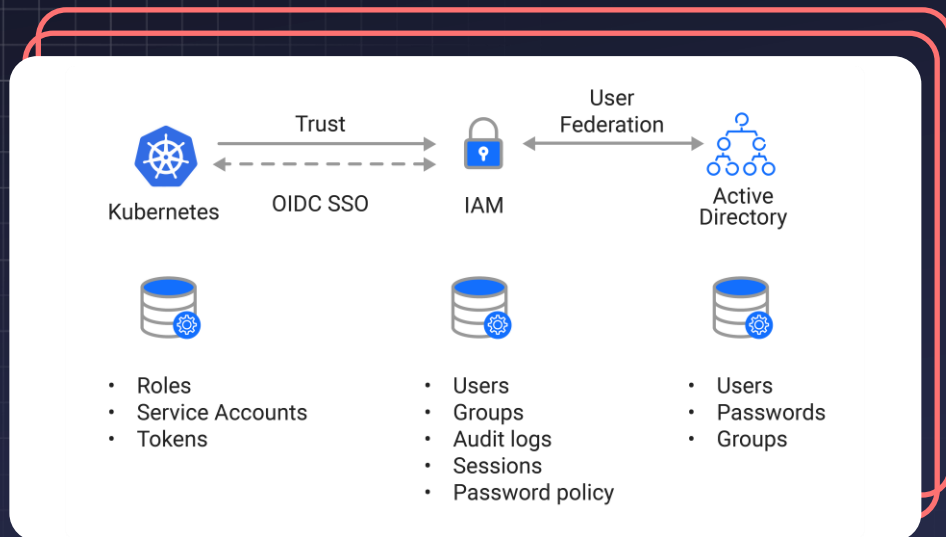 Trust
User
Federation
Kubernetes
OIDC SSO
IAM
Active
Directory
• Roles
• Service Accounts
• Tokens
• Users
• Groups
• Audit logs
• Sessions
• Password policy
• Users
• Passwords
• Groups